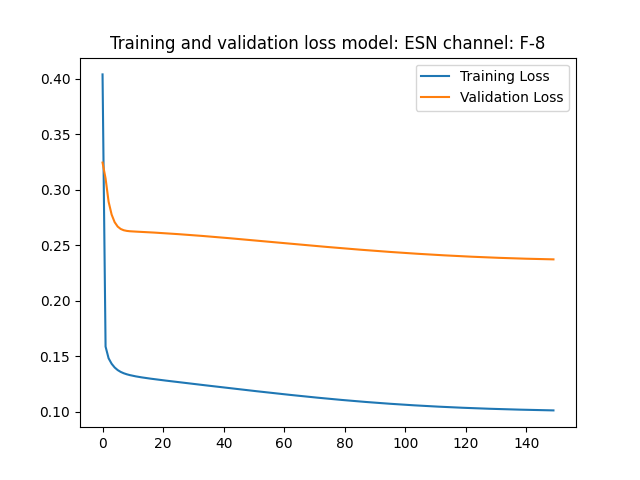 Training and validation loss model: ESN channel: F-8
Training Loss
Validation Loss
0.40
0.35
0.30
0.25
0.20
0.15
0.10
0 20 40 60 80 100 120 140